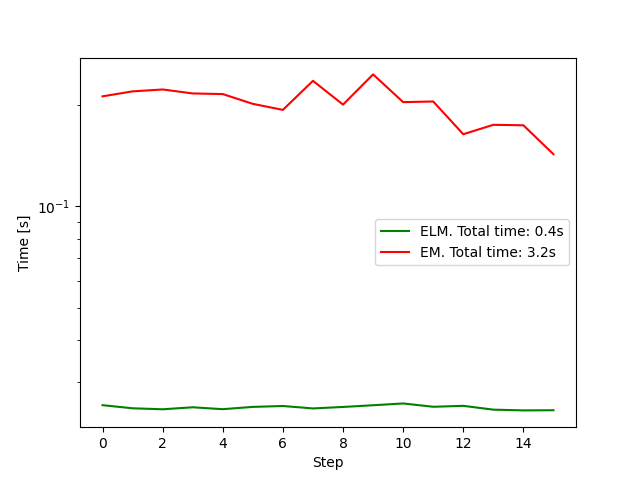 Time [s]
10⁻¹
ELM. Total time: 0.4s
EM. Total time: 3.2s
0 2 4 6 8 10 12 14
Step